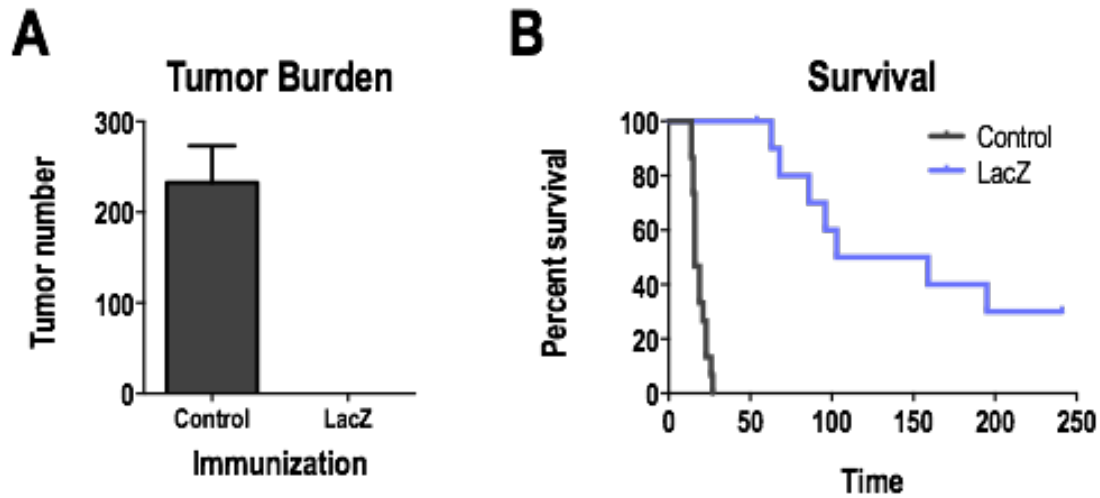 A
Tumor Burden
Tumor number
300
200
100
0
Control
LacZ
Immunization
B
Survival
Percent survival
100
80
60
40
20
0
0
50
100
150
200
250
Time
Control
LacZ